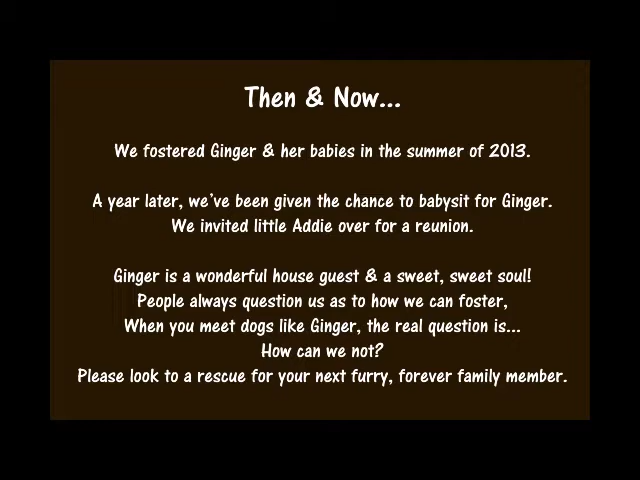 Then & Now...
We fostered Ginger & her babies in the summer of 2013.
A year later, we've been given the chance to babysit for Ginger.
We invited little Addie over for a reunion.
Ginger is a wonderful house guest & a sweet, sweet soul!
People always question us as to how we can foster,
When you meet dogs like Ginger, the real question is...
How can we not?
Please look to a rescue for your next furry, forever family member.